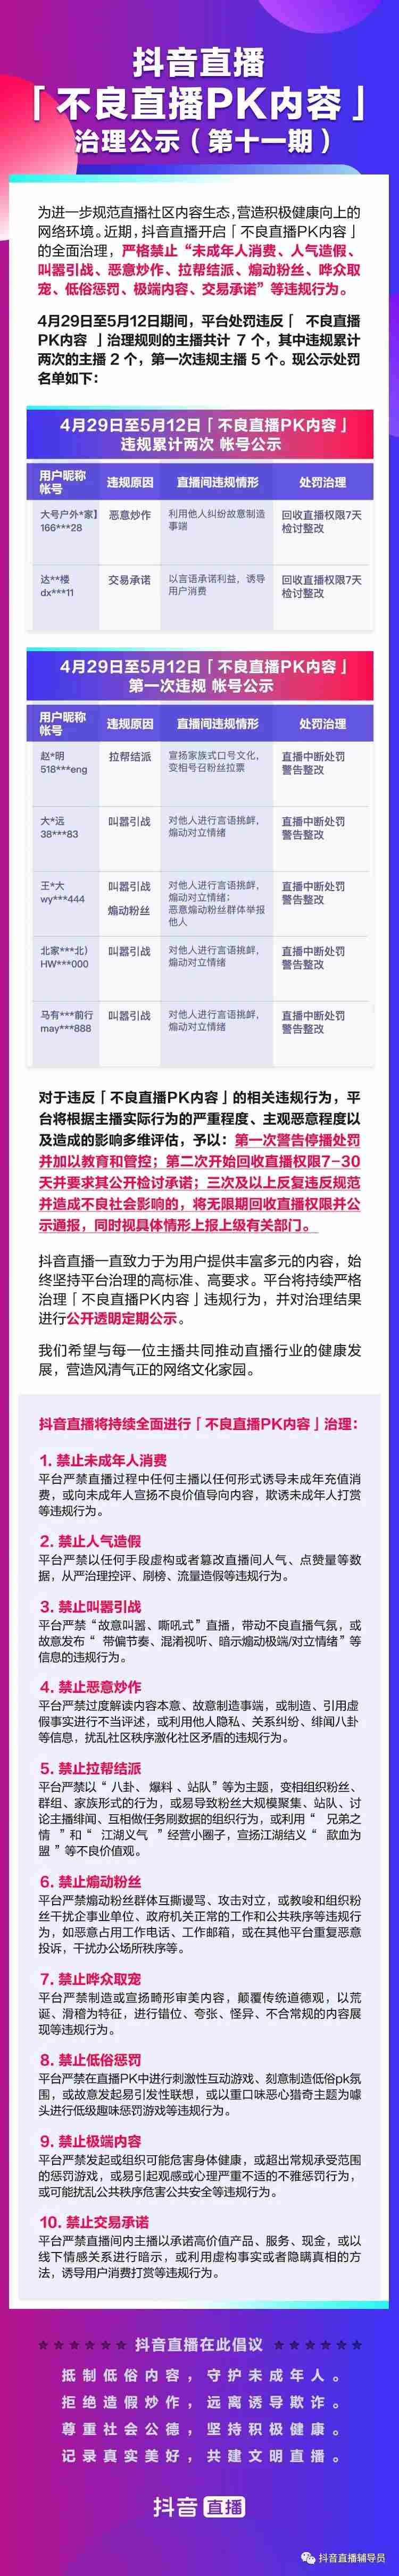 抖音直播
「不良直播PK内容」
治理公示（第十一期）
为进一步规范直播社区内容生态,营造积极健康向上的
网络环境。近期,抖音直播开启「不良直播PK内容」
的全面治理，严格禁止“未成年人消费、人气造假、
叫嚣引战、恶意炒作、拉帮结派、煽动粉丝、哗众取
宠、低俗惩罚、极端内容、交易承诺”等违规行为。
4月29日至5月12日期间，平台处罚违反「 不良直播
PK内容 」治理规则的主播共计 7 个，其中违规累计
两次的主播 2 个，第一次违规主播 5 个。现公示处罚
名单如下：
4月29日至5月12日「不良直播PK内容」
违规累计两次 帐号公示
用户昵称
帐号
违规原因
直播间违规情形
处罚治理
大号户外*家】
166***28
恶意炒作
利用他人纠纷故意制造
事端
回收直播权限7天
检讨整改
达**楼
dx***11
交易承诺
以言语承诺利益，诱导
用户消费
回收直播权限7天
检讨整改
4月29日至5月12日「不良直播PK内容」
第一次违规 帐号公示
用户昵称
帐号
违规原因
直播间违规情形
处罚治理
赵*明
518***eng
拉帮结派
宣扬家族式口号文化，
变相号召粉丝拉票
直播中断处罚
警告整改
大*远
38***83
叫嚣引战
对他人进行言语挑衅，
煽动对立情绪
直播中断处罚
警告整改
王*大
wy***444
叫嚣引战
煽动粉丝
对他人进行言语挑衅，
煽动对立情绪；
恶意煽动粉丝群体举报
他人
直播中断处罚
警告整改
北家***北）
HW***000
叫嚣引战
对他人进行言语挑衅，
煽动对立情绪
直播中断处罚
警告整改
马有***前行
may***888
叫嚣引战
对他人进行言语挑衅，
煽动对立情绪
直播中断处罚
警告整改
对于违反「不良直播PK内容」的相关违规行为，平
台将根据主播实际行为的严重程度、主观恶意程度以
及造成的影响多维评估，予以：第一次警告停播处罚
并加以教育和管控；第二次开始回收直播权限7-30
天并要求其公开检讨承诺；三次及以上反复违反规范
并造成不良社会影响的，将无限期回收直播权限并公
示通报，同时视具体情形上报上级有关部门。
抖音直播一直致力于为用户提供丰富多元的内容，始
终坚持平台治理的高标准、高要求。平台将持续严格
治理「不良直播PK内容」违规行为，并对治理结果
进行公开透明定期公示。
我们希望与每一位主播共同推动直播行业的健康发
展，营造风清气正的网络文化家园。
抖音直播将持续全面进行「不良直播PK内容」治理：
1. 禁止未成年人消费
平台严禁直播过程中任何主播以任何形式诱导未成年充值消
费，或向未成年人宣扬不良价值导向内容，欺诱未成年人打赏
等违规行为。
2. 禁止人气造假
平台严禁以任何手段虚构或者篡改直播间人气、点赞量等数
据，从严治理控评、刷榜、流量造假等违规行为。
3. 禁止叫嚣引战
平台严禁“故意叫嚣、嘶吼式”直播，带动不良直播气氛，或
故意发布“ 带偏节奏、混淆视听、暗示煽动极端/对立情绪”等
信息的违规行为。
4. 禁止恶意炒作
平台严禁过度解读内容本意、故意制造事端，或制造、引用虚
假事实进行不当评述，或利用他人隐私、关系纠纷、绯闻八卦
等信息，扰乱社区秩序激化社区矛盾的违规行为。
5. 禁止拉帮结派
平台严禁以“ 八卦、 爆料 、站队”等为主题，变相组织粉丝、
群组、家族形式的行为，或易导致粉丝大规模聚集、站队、讨
论主播绯闻、互相做任务刷数据的组织行为，或利用“ 兄弟之
情 ”和“ 江湖义气 ”经营小圈子，宣扬江湖结义“ 歃血为
盟 ”等不良价值观。
6. 禁止煽动粉丝
平台严禁煽动粉丝群体互撕谩骂、攻击对立，或教唆和组织粉
丝干扰企事业单位、政府机关正常的工作和公共秩序等违规行
为，如恶意占用工作电话、工作邮箱，或在其他平台重复恶意
投诉，干扰办公场所秩序等。
7. 禁止哗众取宠
平台严禁制造或宣扬畸形审美内容，颠覆传统道德观，以荒
诞、滑稽为特征，进行错位、夸张、怪异、不合常规的内容展
现等违规行为。
8. 禁止低俗惩罚
平台严禁在直播PK中进行刺激性互动游戏、刻意制造低俗pk氛
围，或故意发起易引发性联想，或以重口味恶心猎奇主题为噱
头进行低级趣味惩罚游戏等违规行为。
9. 禁止极端内容
平台严禁发起或组织可能危害身体健康，或超出常规承受范围
的惩罚游戏，或易引起观感或心理严重不适的不雅惩罚行为，
或可能扰乱公共秩序危害公共安全等违规行为。
10. 禁止交易承诺
平台严禁直播间内主播以承诺高价值产品、服务、现金，或以
线下情感关系进行暗示，或利用虚构事实或者隐瞒真相的方
法，诱导用户消费打赏等违规行为。
抖音直播在此倡议
抵制低俗内容，守护未成年人。
拒绝造假炒作，远离诱导欺诈。
尊重社会公德，坚持积极健康。
记录真实美好，共建文明直播。
抖音 直播
抖音直播辅导员